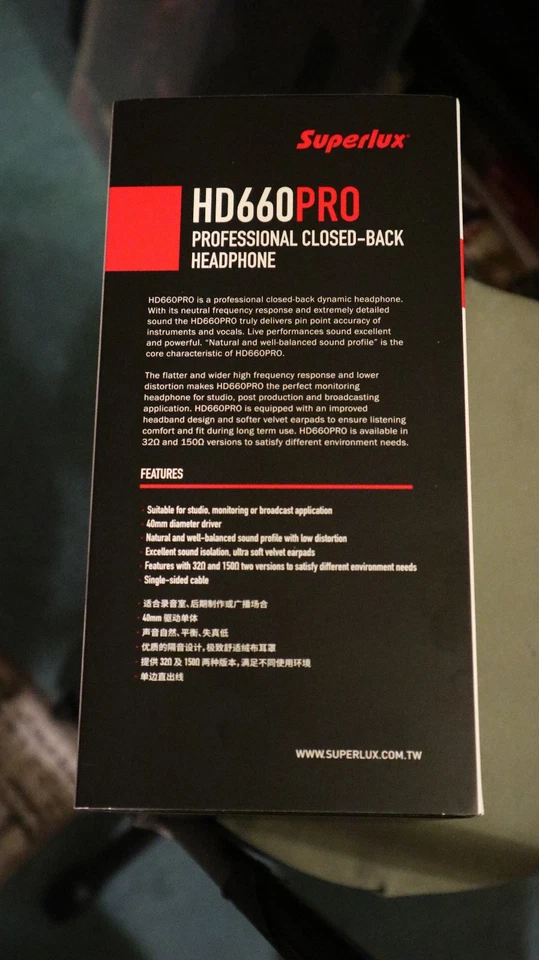 Superlux
HD660PRO
PROFESSIONAL CLOSED-BACK
HEADPHONE
HD660PRO is a professional closed-back dynamic headphone.
With its neutral frequency response and extremely detailed
sound the HD660PRO truly delivers pin point accuracy of
instruments and vocals. Live performances sound excellent
and powerful. “Natural and well-balanced sound profile” is the
core characteristic of HD660PRO.
The flatter and wider high frequency response and lower
distortion makes HD660PRO the perfect monitoring
headphone for studio, post production and broadcasting
application. HD660PRO is equipped with an improved
headband design and softer velvet earpads to ensure listening
comfort and fit during long term use. HD660PRO is available in
32Ω and 150Ω versions to satisfy different environment needs.
FEATURES
· Suitable for studio, monitoring or broadcast application
· 40mm diameter driver
· Natural and well-balanced sound profile with low distortion
· Excellent sound isolation, ultra soft velvet earpads
· Features with 32Ω and 150Ω two versions to satisfy different environment needs
· Single-sided cable
· 适合录音室、后期制作或广播场合
· 40mm 驱动单体
· 声音自然、平衡、失真低
· 优质的隔音设计，极致舒适绒布耳罩
· 提供 32Ω 及 150Ω 两种版本，满足不同使用环境
· 单边直出线
WWW.SUPERLUX.COM.TW